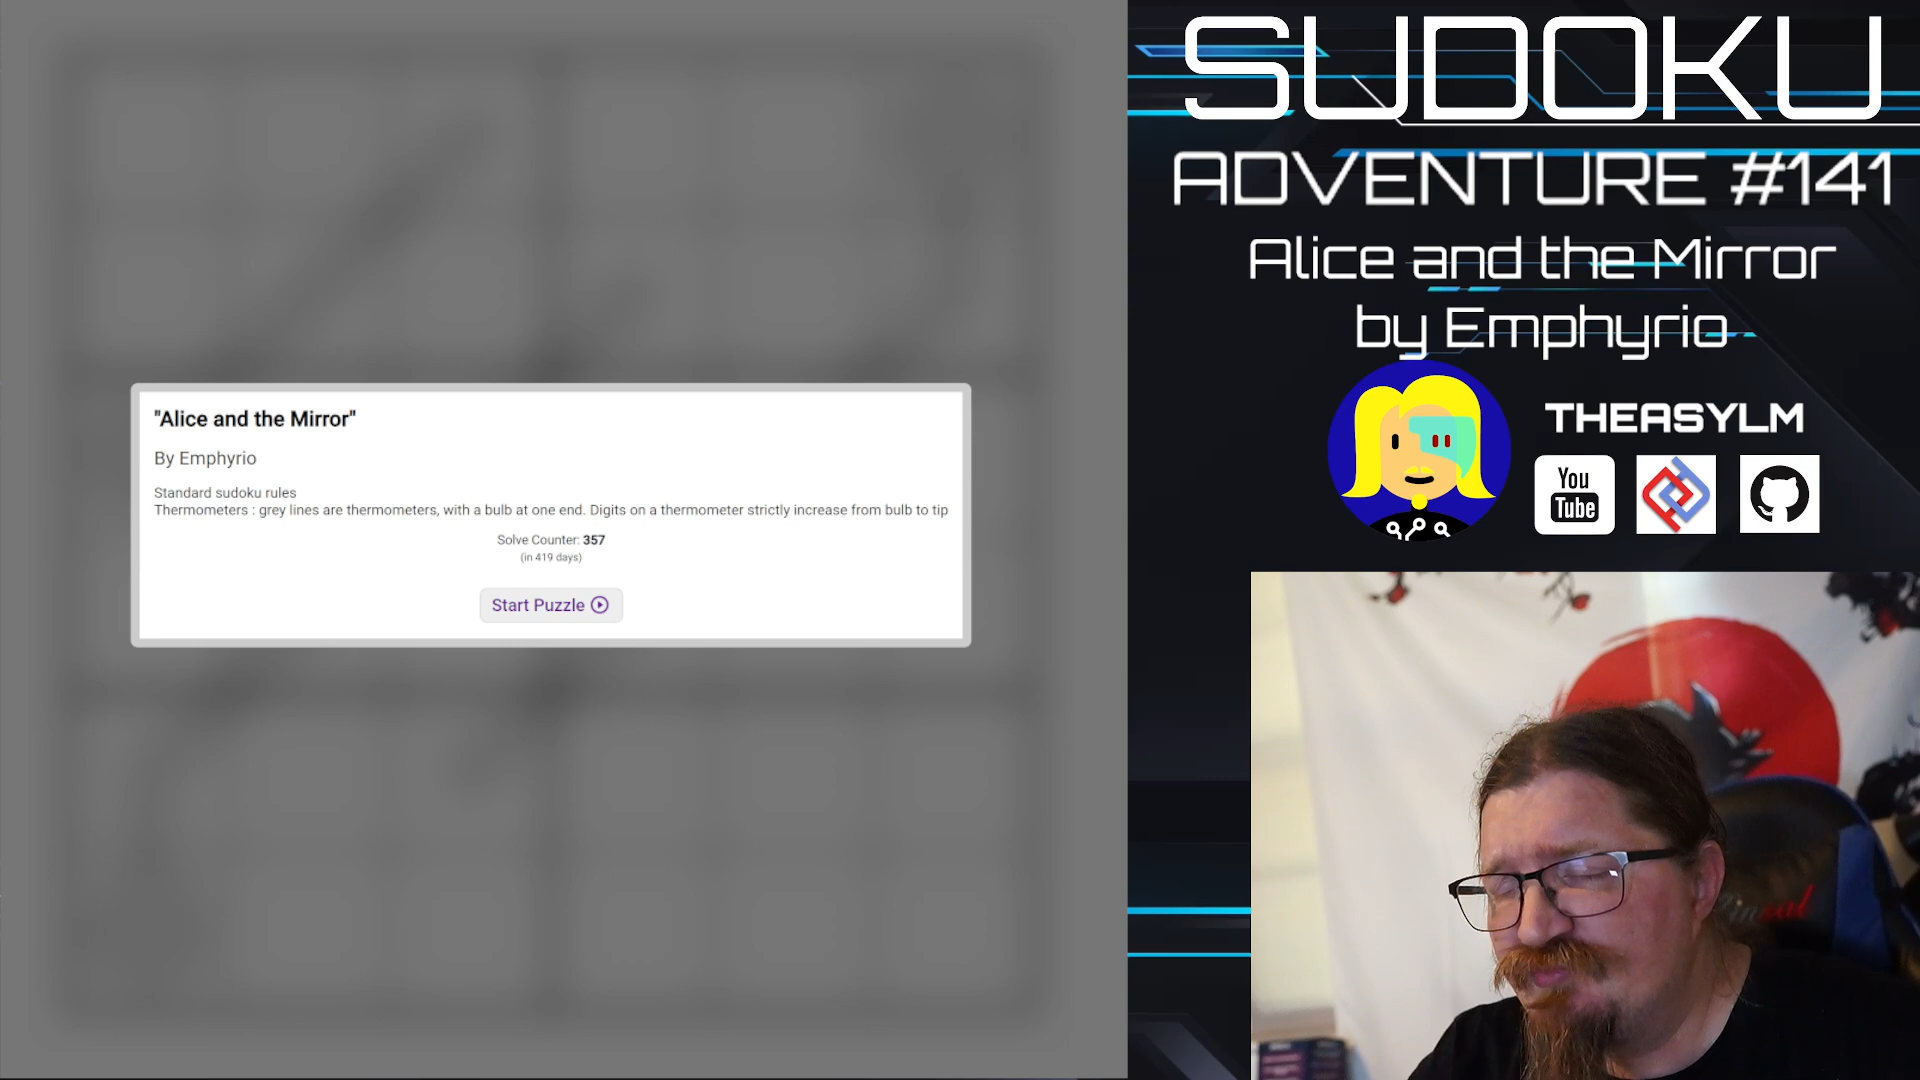 "Alice and the Mirror"
By Emphyrio
Standard sudoku rules
Thermometers : grey lines are thermometers, with a bulb at one end. Digits on a thermometer strictly increase from bulb to tip
Solve Counter: 357
(in 419 days)
Start Puzzle
SUDOKU
ADVENTURE #141
Alice and the Mirror
by Emphyrio
THEASYLM
You
Tube